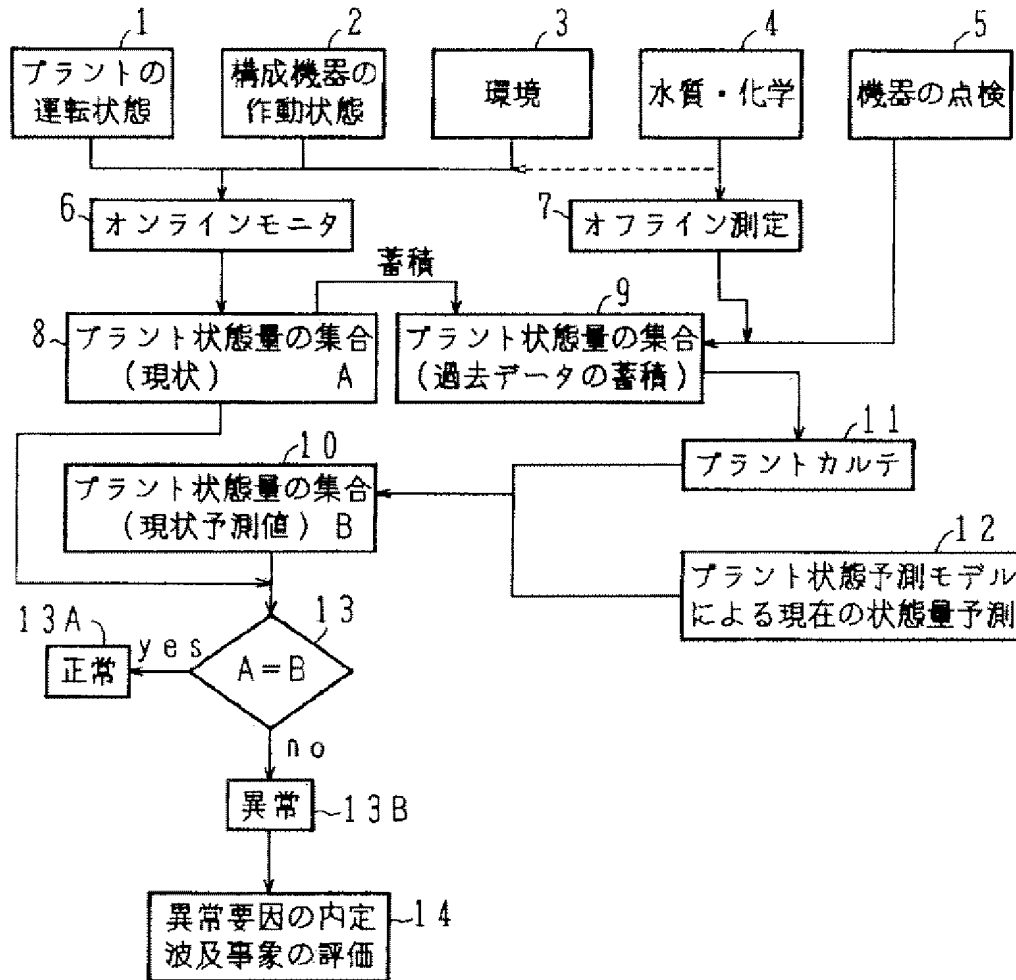 1
プラントの
運転状態
2
構成機器の
作動状態
3
環境
4
水質・化学
5
機器の点検
6
オンラインモニタ
7
オフライン測定
蓄積
8
プラント状態量の集合
(現状) A
9
プラント状態量の集合
(過去データの蓄積)
10
プラント状態量の集合
(現状予測値) B
11
プラントカルテ
12
プラント状態予測モデル
による現在の状態量予測
13
A=B
13A
yes
正常
no
異常
13B
異常要因の内定
波及事象の評価
14